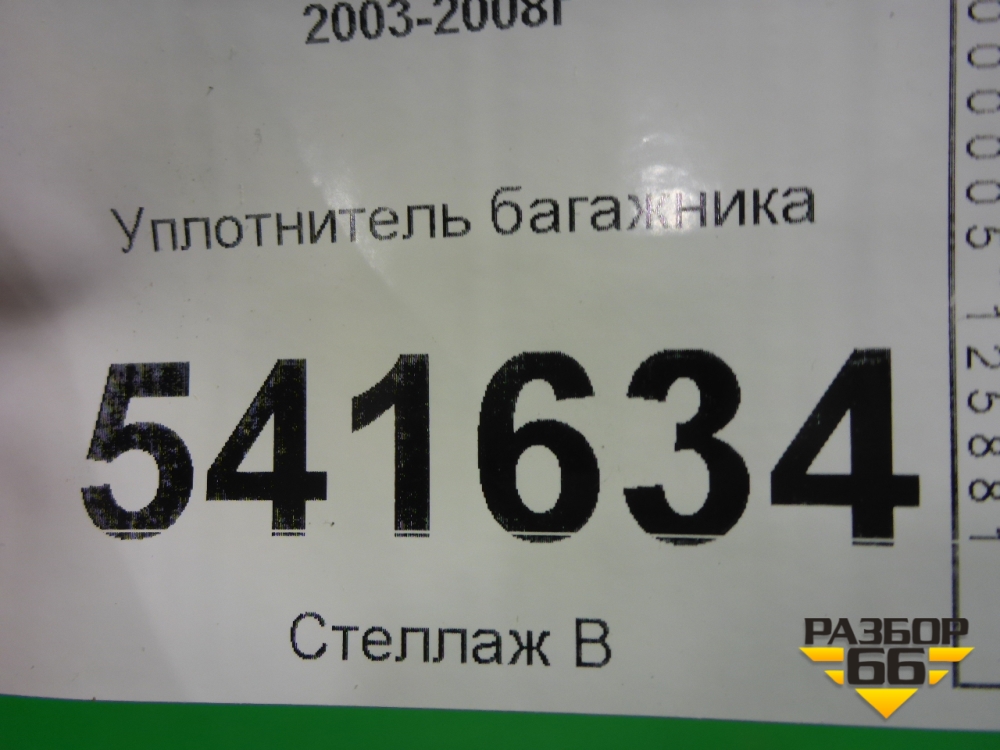 2003-2008г
Уплотнитель багажника
541634
Стеллаж В
РАЗБОР
66